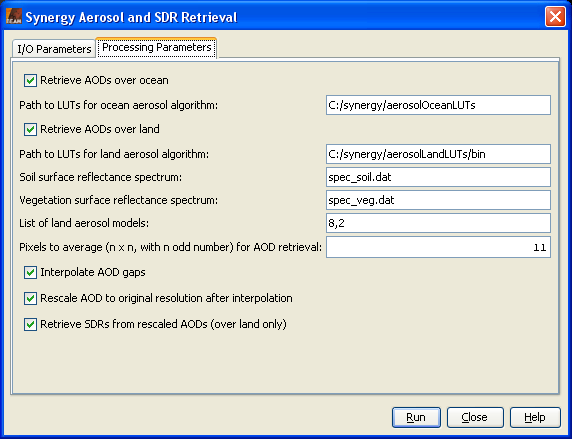 BEAM
Synergy Aerosol and SDR Retrieval
I/O Parameters Processing Parameters
Retrieve AODs over ocean
Path to LUTs for ocean aerosol algorithm: C:/synergy/aerosolOceanLUTs
Retrieve AODs over land
Path to LUTs for land aerosol algorithm: C:/synergy/aerosolLandLUTs/bin
Soil surface reflectance spectrum: spec_soil.dat
Vegetation surface reflectance spectrum: spec_veg.dat
List of land aerosol models: 8,2
Pixels to average (n x n, with n odd number) for AOD retrieval: 11
Interpolate AOD gaps
Rescale AOD to original resolution after interpolation
Retrieve SDRs from rescaled AODs (over land only)
Run Close Help